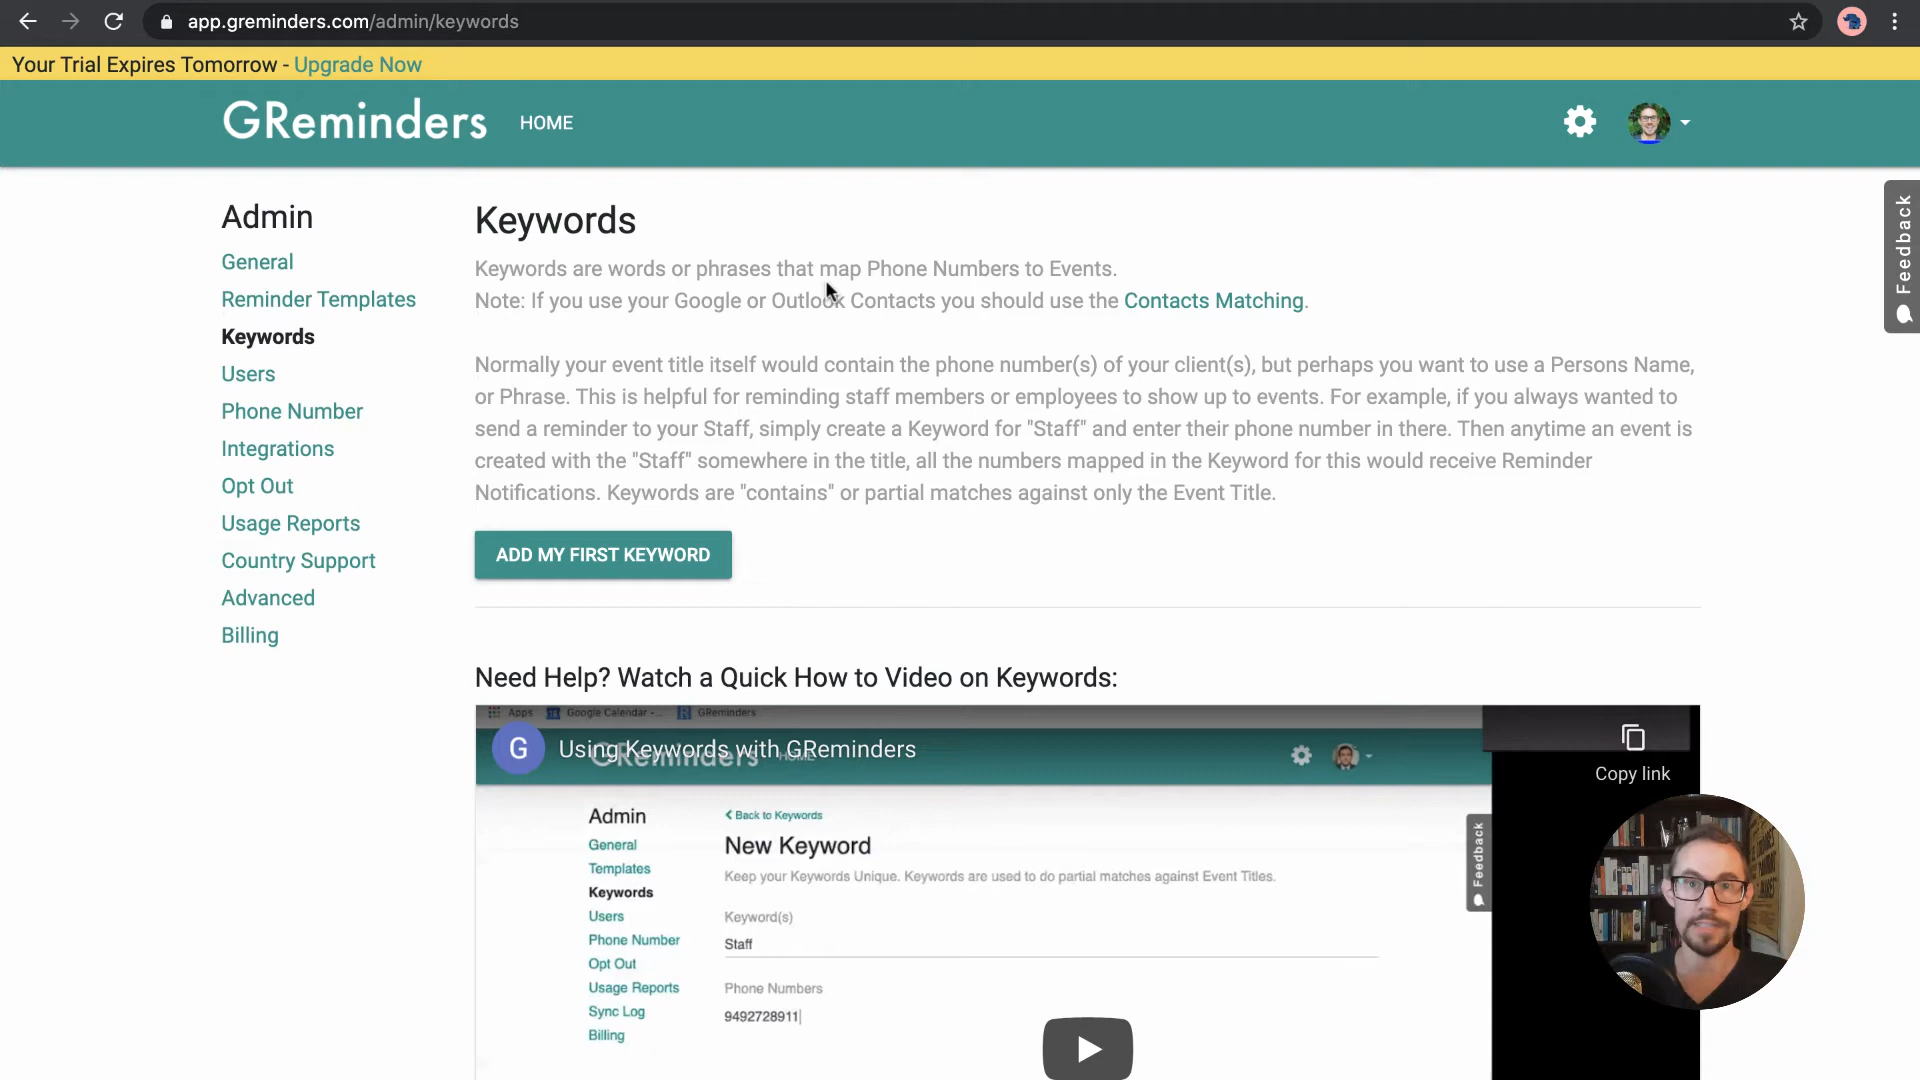 app.greminders.com/admin/keywords
Your Trial Expires Tomorrow - Upgrade Now
GReminders HOME
Admin
General
Reminder Templates
Keywords
Users
Phone Number
Integrations
Opt Out
Usage Reports
Country Support
Advanced
Billing
Keywords
Keywords are words or phrases that map Phone Numbers to Events.
Note: If you use your Google or Outlook Contacts you should use the Contacts Matching.
Normally your event title itself would contain the phone number(s) of your client(s), but perhaps you want to use a Persons Name,
or Phrase. This is helpful for reminding staff members or employees to show up to events. For example, if you always wanted to
send a reminder to your Staff, simply create a Keyword for "Staff" and enter their phone number in there. Then anytime an event is
created with the "Staff" somewhere in the title, all the numbers mapped in the Keyword for this would receive Reminder
Notifications. Keywords are "contains" or partial matches against only the Event Title.
ADD MY FIRST KEYWORD
Feedback
Need Help? Watch a Quick How to Video on Keywords:
Apps Google Calendar -... GReminders
G Using Keywords with GReminders
GReminders HOME
Copy link
Admin
General
Templates
Keywords
Users
Phone Number
Opt Out
Usage Reports
Sync Log
Billing
Back to Keywords
New Keyword
Keep your Keywords Unique. Keywords are used to do partial matches against Event Titles.
Keyword(s)
Staff
Phone Numbers
9492728911
Feedback